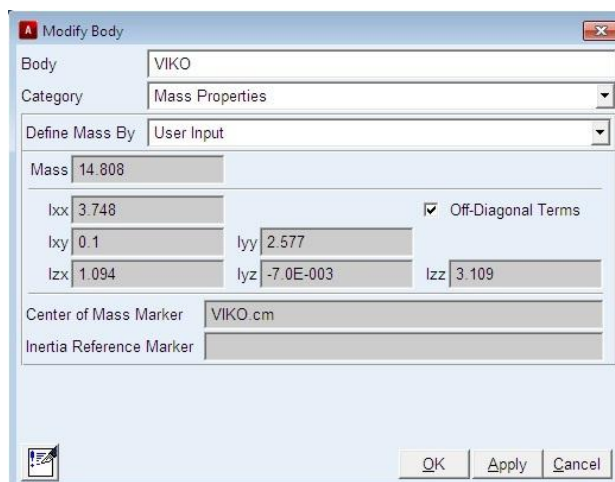 A Modify Body
Body VIKO
Category Mass Properties
Define Mass By User Input
Mass 14.808
Ixx 3.748 Off-Diagonal Terms
Ixy 0.1 Iyy 2.577
Izx 1.094 Iyz -7.0E-003 Izz 3.109
Center of Mass Marker VIKO.cm
Inertia Reference Marker
OK Apply Cancel